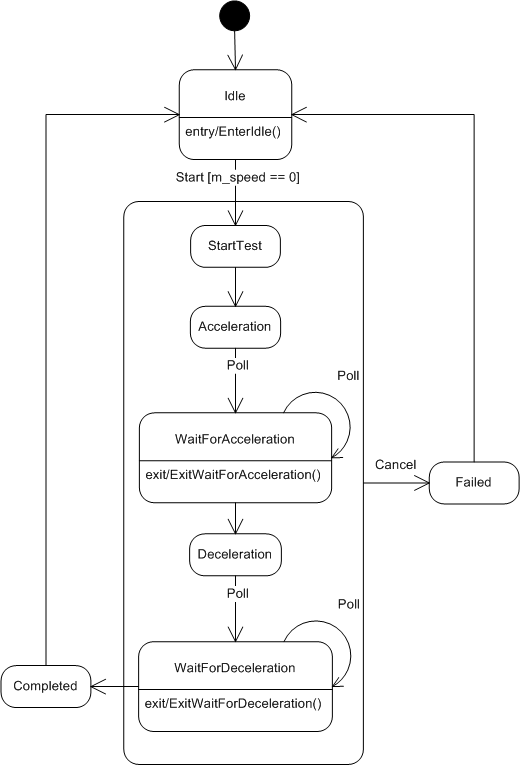 Idle
entry/EnterIdle()
Start [m_speed == 0]
StartTest
Acceleration
Poll
Poll
WaitForAcceleration
exit/ExitWaitForAcceleration()
Cancel
Failed
Deceleration
Poll
Poll
WaitForDeceleration
exit/ExitWaitForDeceleration()
Completed